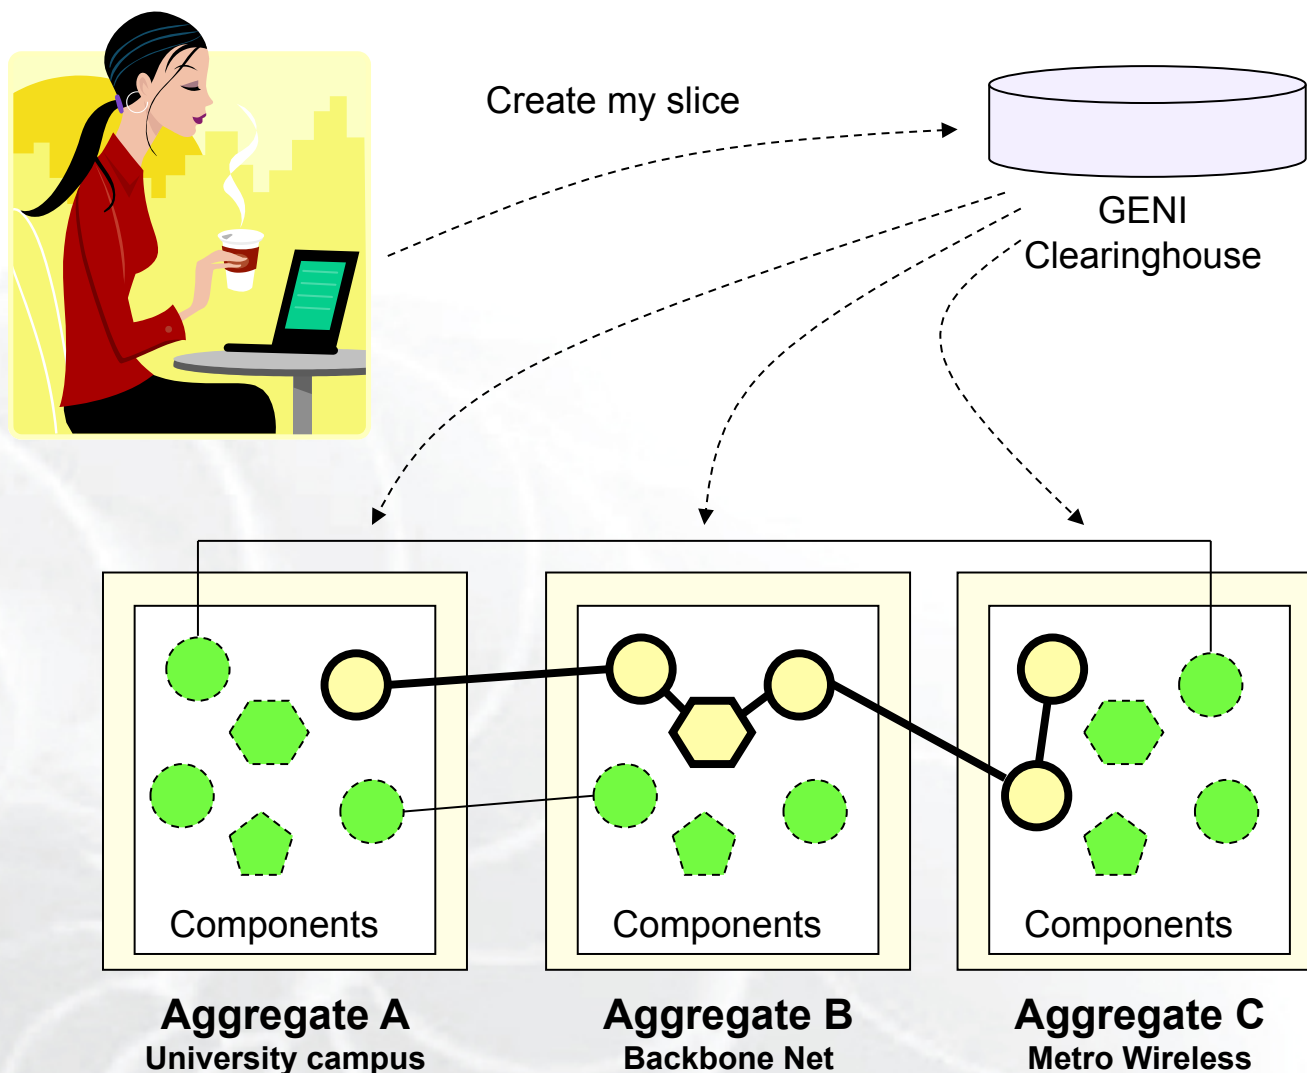 Create my slice
GENI
Clearinghouse
Components
Components
Components
Aggregate A
University campus
Aggregate B
Backbone Net
Aggregate C
Metro Wireless